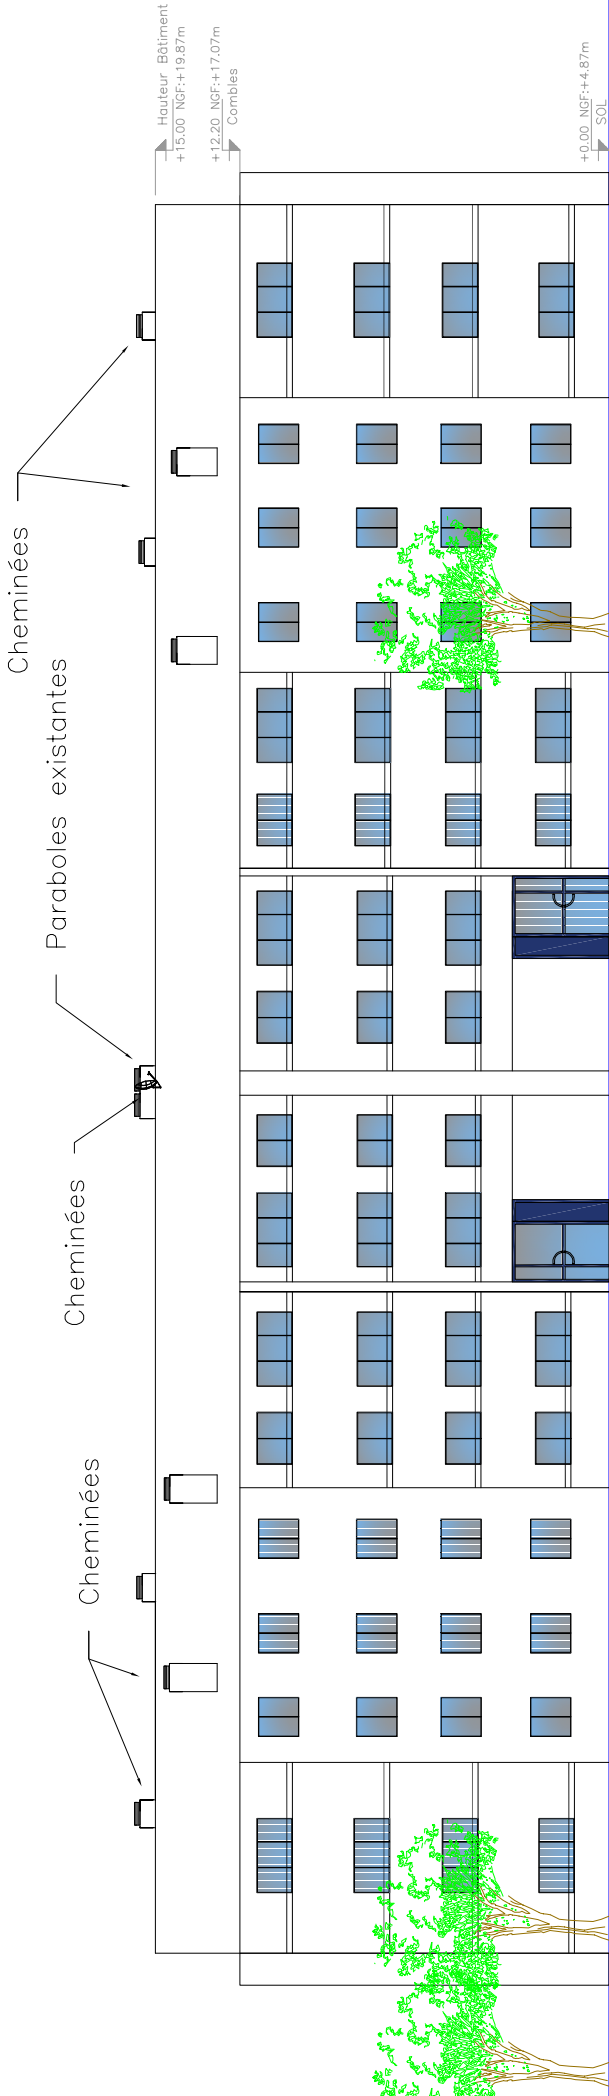 Cheminées
Cheminées
Paraboles existantes
Cheminées
Hauteur Bâtiment
+15.00 NGF:+19.87m
+12.20 NGF:+17.07m
Combles
+0.00 NGF:+4.87m
SOL